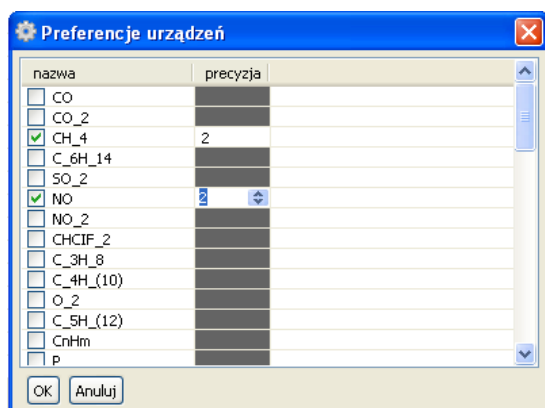 Preferencje urządzeń
nazwa precyzja
CO
CO_2
CH_4 2
C_6H_14
SO_2
NO 2
NO_2
CHClF_2
C_3H_8
C_4H_(10)
O_2
C_5H_(12)
CnHm
P
OK Anuluj